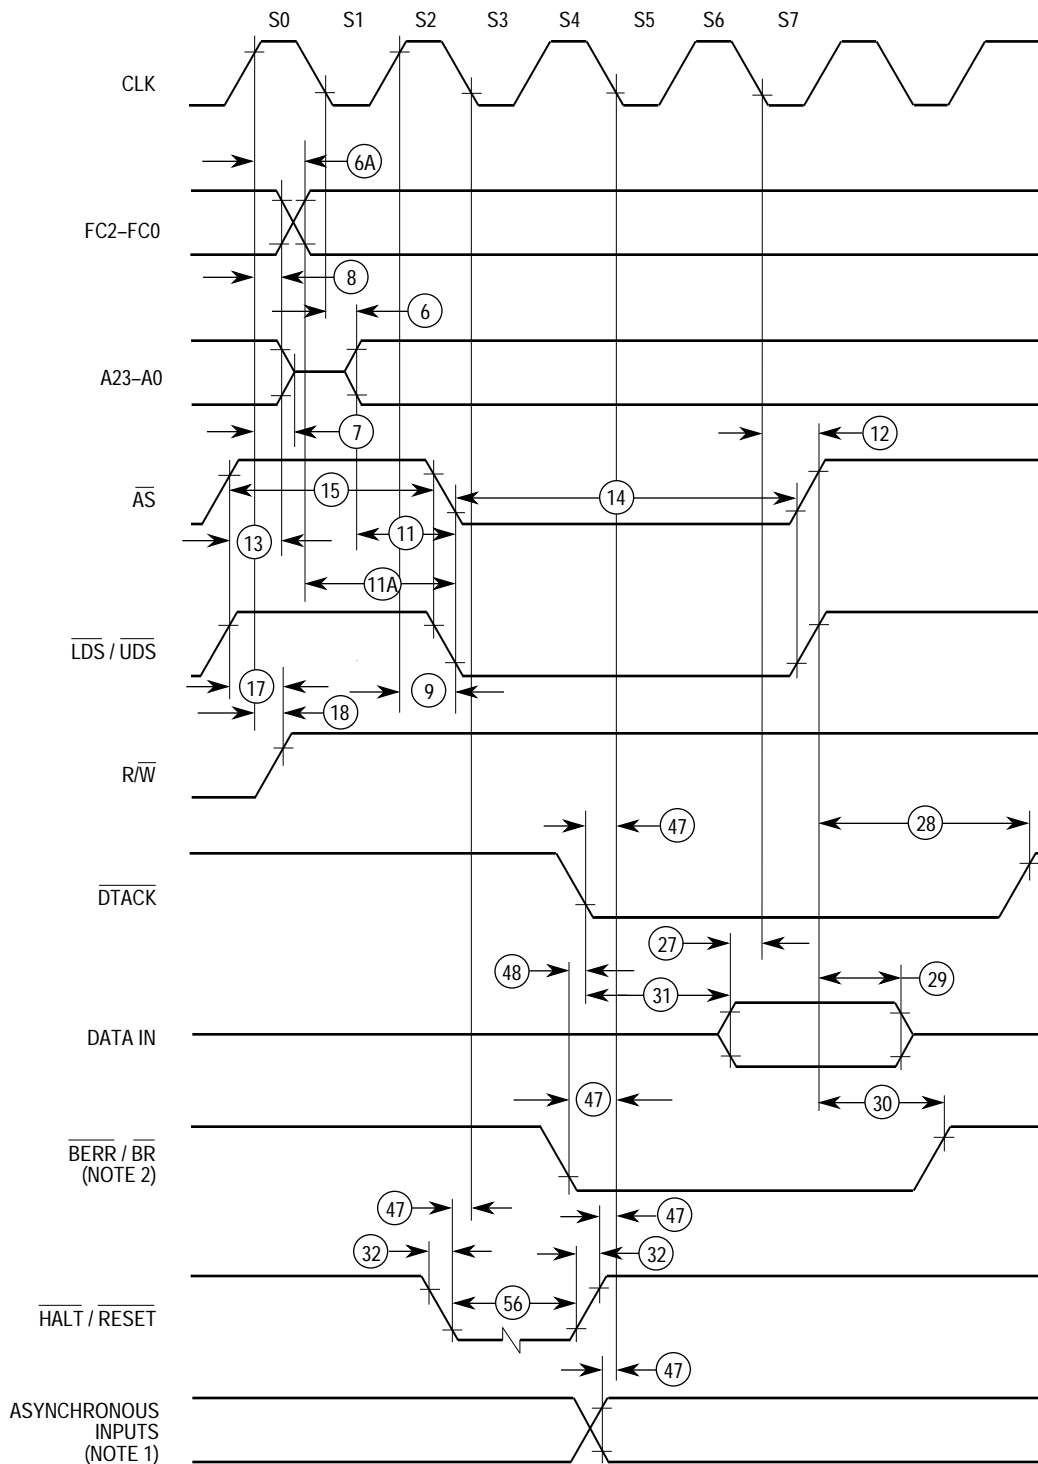 S0 S1 S2 S3 S4 S5 S6 S7
CLK
6A
FC2–FC0
8
6
A23–A0
7
12
AS
15
14
11
13
11A
LDS / UDS
17
9
18
R/W
47
28
DTACK
27
48
31
29
DATA IN
47
30
BERR / BR
(NOTE 2)
47
47
32
32
HALT / RESET
56
47
ASYNCHRONOUS
INPUTS
(NOTE 1)